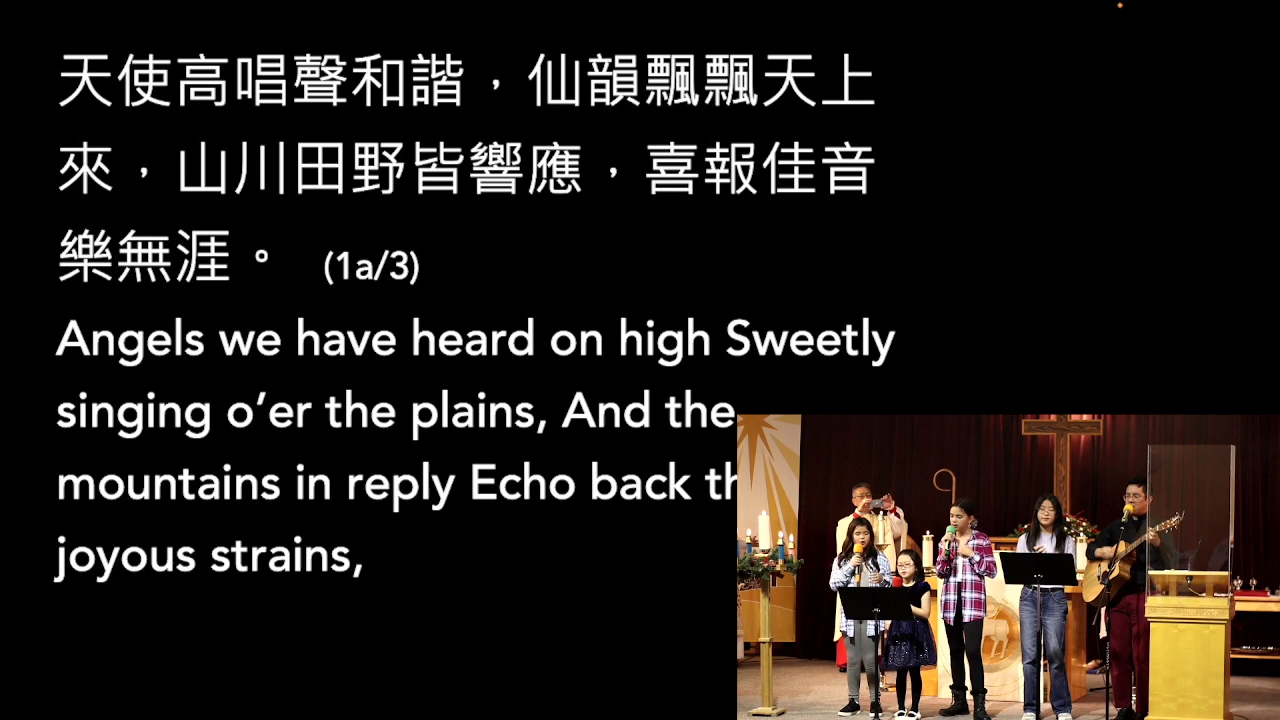 天使高唱聲和諧，仙韻飄飄天上
來，山川田野皆響應，喜報佳音
樂無涯。 (1a/3)
Angels we have heard on high Sweetly
singing o’er the plains, And the
mountains in reply Echo back
joyous strains,